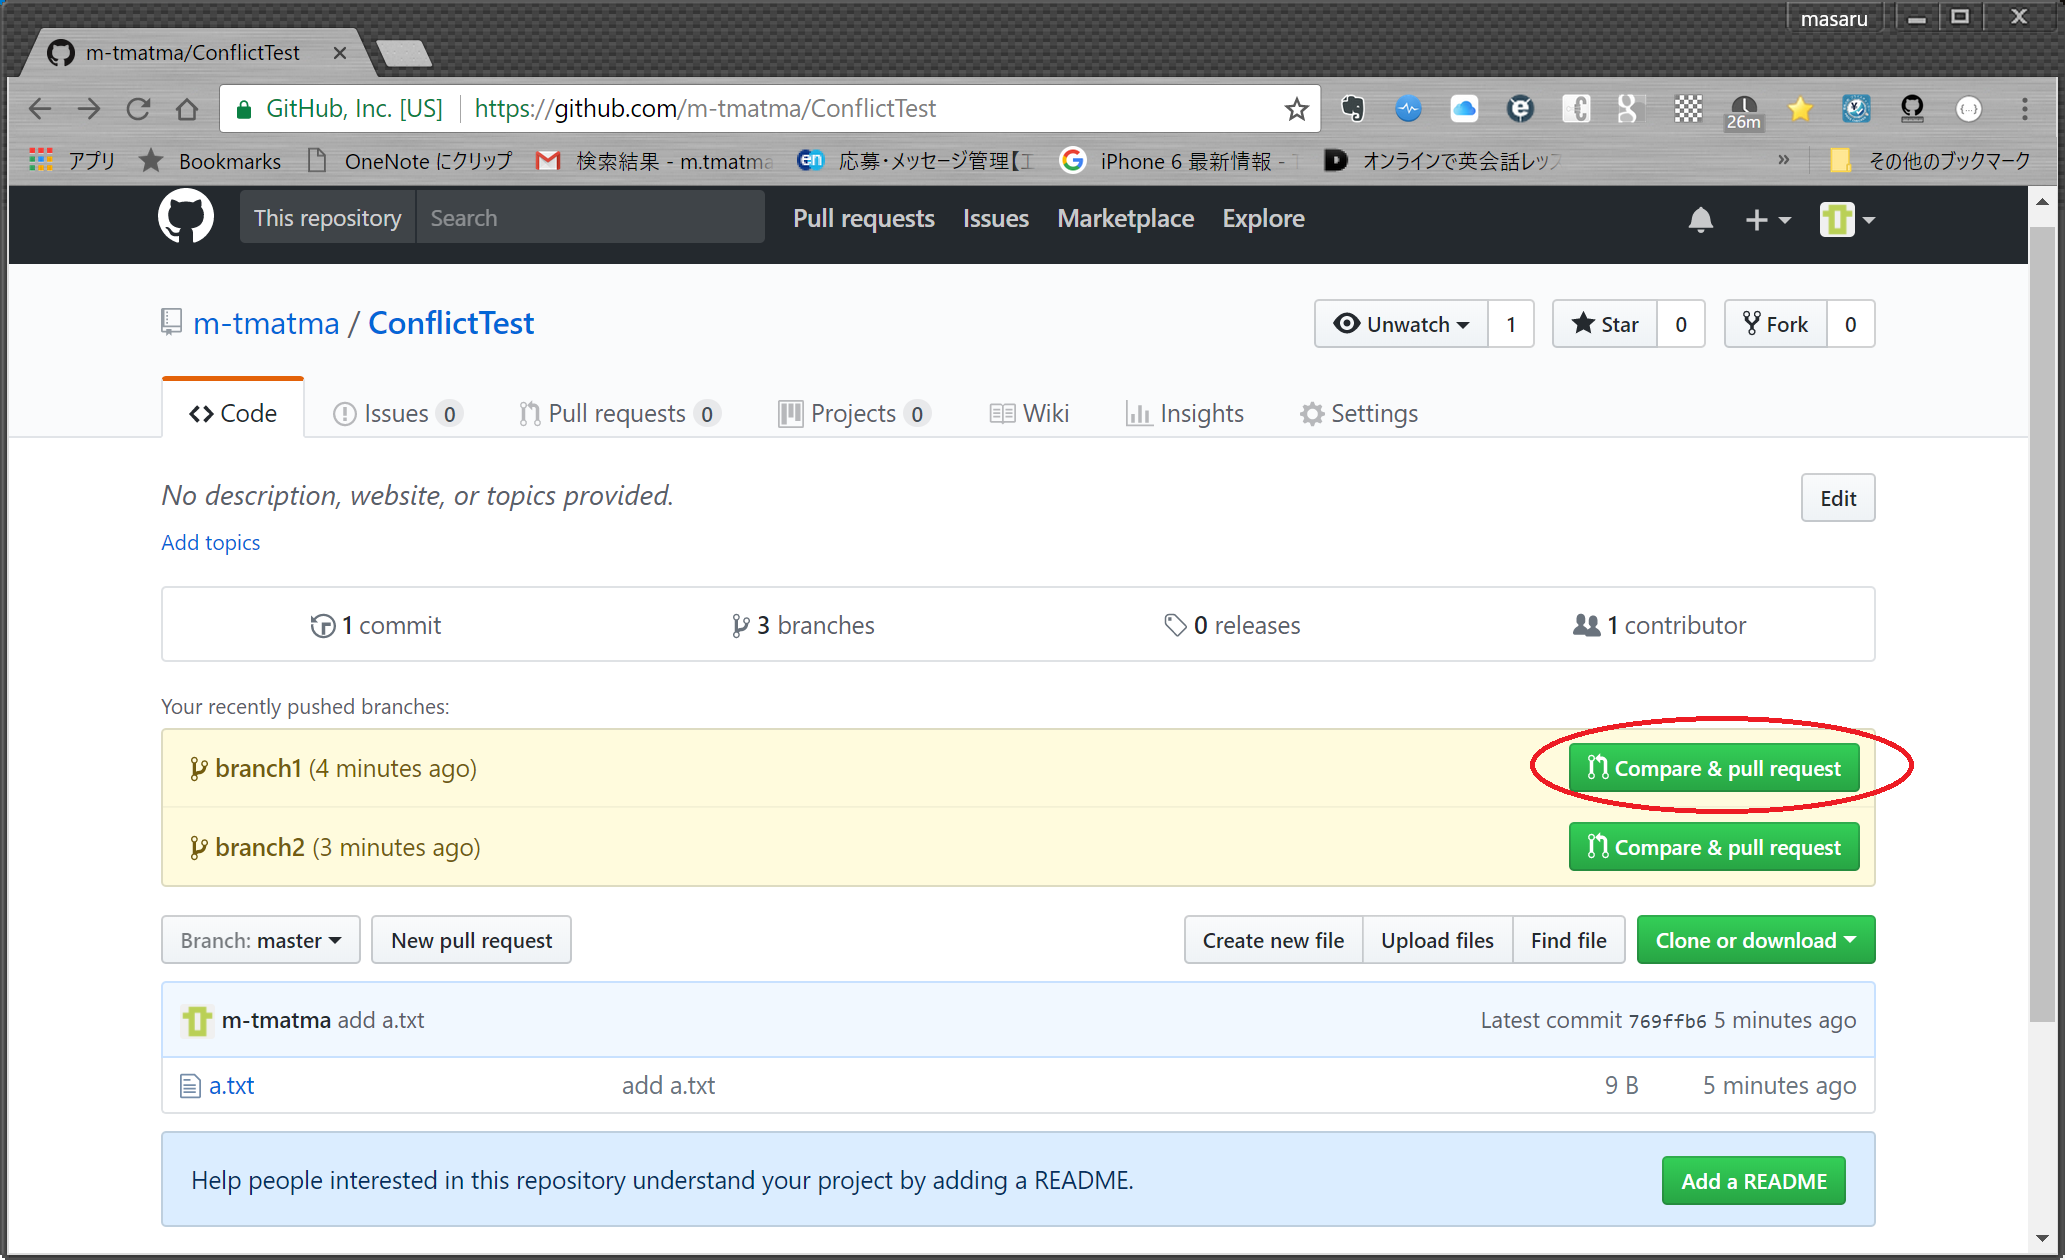 masaru
m-tmatma/ConflictTest
GitHub, Inc. [US] https://github.com/m-tmatma/ConflictTest
26m
アプリ Bookmarks OneNote にクリップ 検索結果 - m.tmatma en 応募・メッセージ管理【エ iPhone 6 最新情報 - オンラインで英会話レッス » その他のブックマーク
This repository Search Pull requests Issues Marketplace Explore
m-tmatma / ConflictTest Unwatch 1 Star 0 Fork 0
Code Issues 0 Pull requests 0 Projects 0 Wiki Insights Settings
No description, website, or topics provided. Edit
Add topics
1 commit 3 branches 0 releases 1 contributor
Your recently pushed branches:
branch1 (4 minutes ago) Compare & pull request
branch2 (3 minutes ago) Compare & pull request
Branch: master New pull request Create new file Upload files Find file Clone or download
m-tmatma add a.txt Latest commit 769ffb6 5 minutes ago
a.txt add a.txt 9 B 5 minutes ago
Help people interested in this repository understand your project by adding a README. Add a README